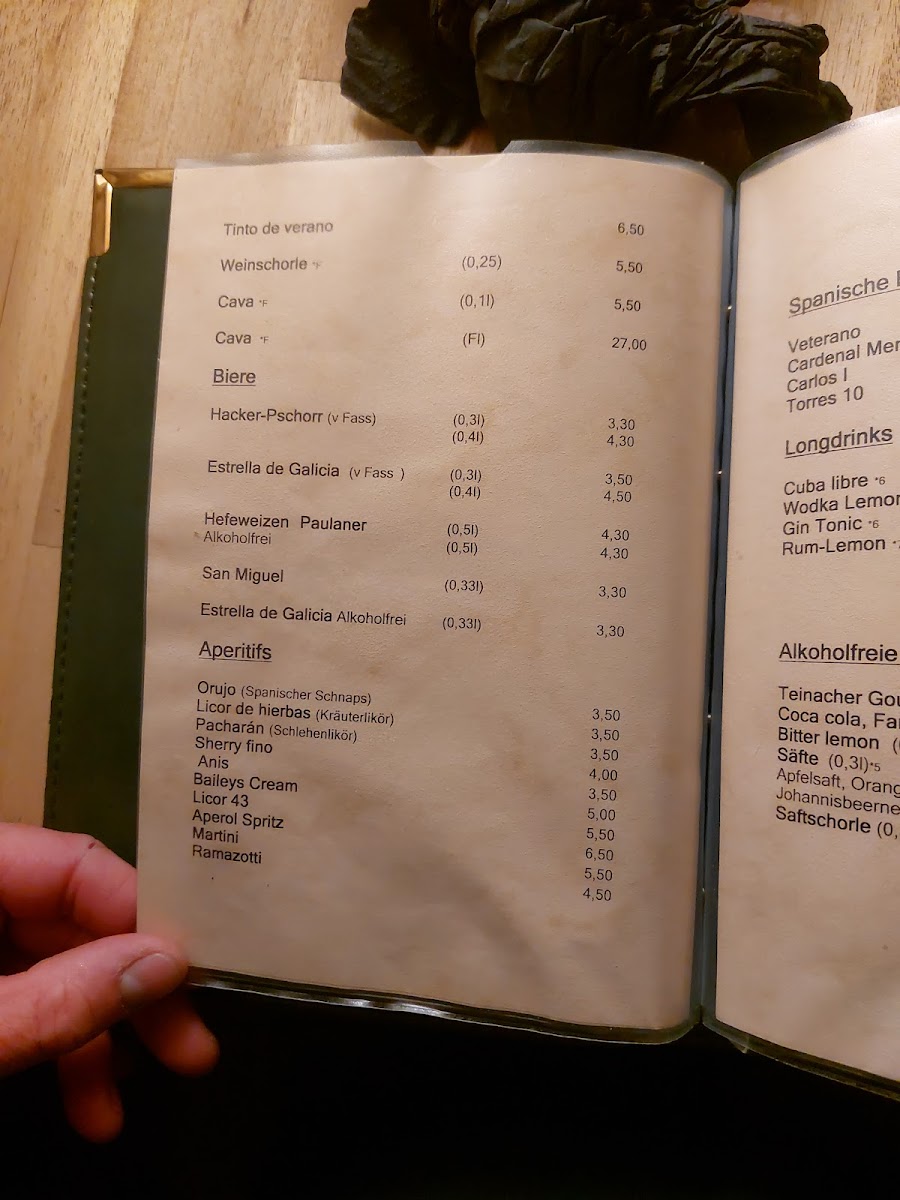 Tinto de verano 6,50
Weinschorle *F (0,25) 5,50
Cava *F (0,1l) 5,50
Cava *F (Fl) 27,00
Biere
Hacker-Pschorr (v Fass) (0,3l) 3,30
(0,4l) 4,30
Estrella de Galicia (v Fass ) (0,3l) 3,50
(0,4l) 4,50
Hefeweizen Paulaner (0,5l) 4,30
Alkoholfrei (0,5l) 4,30
San Miguel (0,33l) 3,30
Estrella de Galicia Alkoholfrei (0,33l) 3,30
Aperitifs
Orujo (Spanischer Schnaps) 3,50
Licor de hierbas (Kräuterlikör) 3,50
Pacharán (Schlehenlikör) 3,50
Sherry fino 4,00
Anis 3,50
Baileys Cream 5,00
Licor 43 5,50
Aperol Spritz 6,50
Martini 5,50
Ramazotti 4,50
Spanische
Veterano
Cardenal
Carlos I
Torres 10
Longdrinks
Cuba libre *6
Wodka Lemon
Gin Tonic *6
Rum-Lemon
Alkoholfreie
Teinacher
Coca cola,
Bitter lemon
Säfte (0,3l)*5
Apfelsaft,
Saftschorle (0,